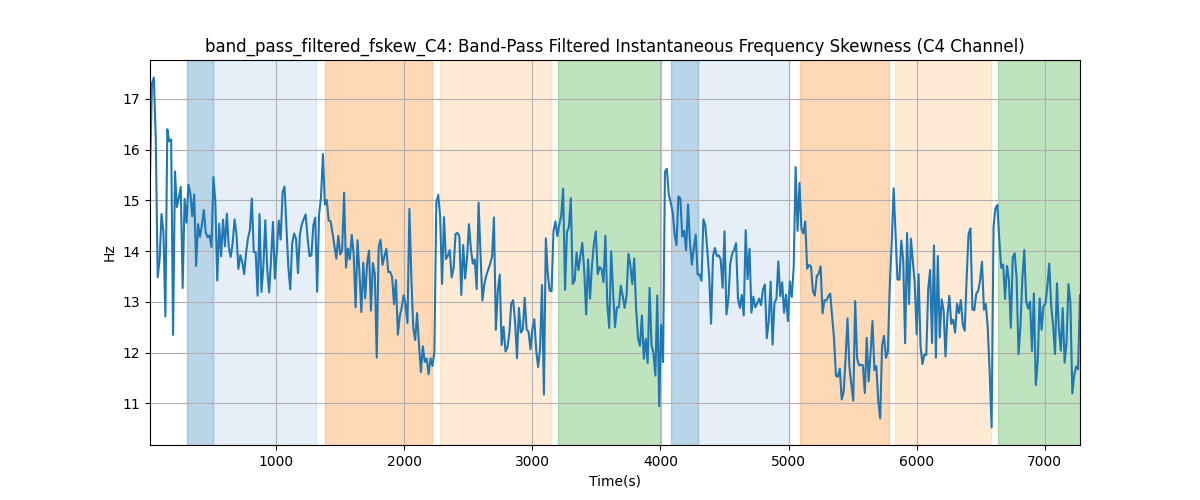 band_pass_filtered_fskew_C4: Band-Pass Filtered Instantaneous Frequency Skewness (C4 Channel)
17
16
15
14
13
12
11
Hz
1000 2000 3000 4000 5000 6000 7000
Time(s)